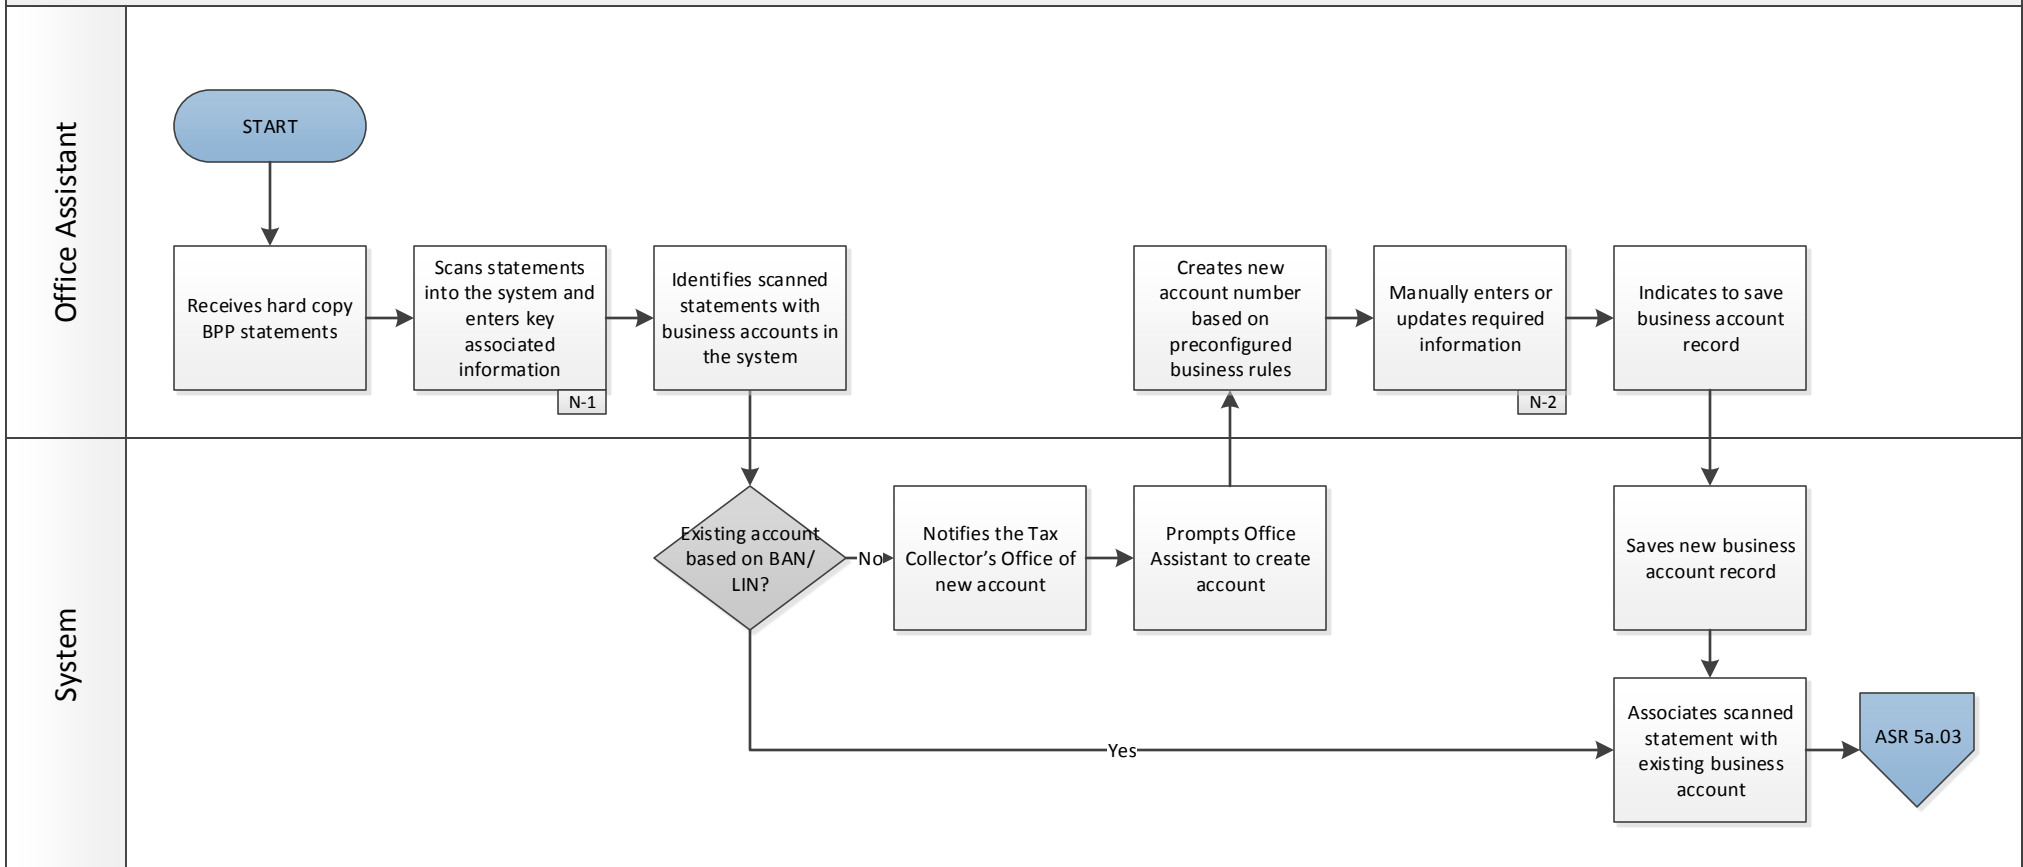 Office Assistant
START
Receives hard copy
BPP statements
Scans statements
into the system and
enters key
associated
information
N-1
Identifies scanned
statements with
business accounts in
the system
Creates new
account number
based on
preconfigured
business rules
Manually enters or
updates required
information
N-2
Indicates to save
business account
record
System
Existing account
based on BAN/
LIN?
No
Notifies the Tax
Collector’s Office of
new account
Prompts Office
Assistant to create
account
Saves new business
account record
Yes
Associates scanned
statement with
existing business
account
ASR 5a.03